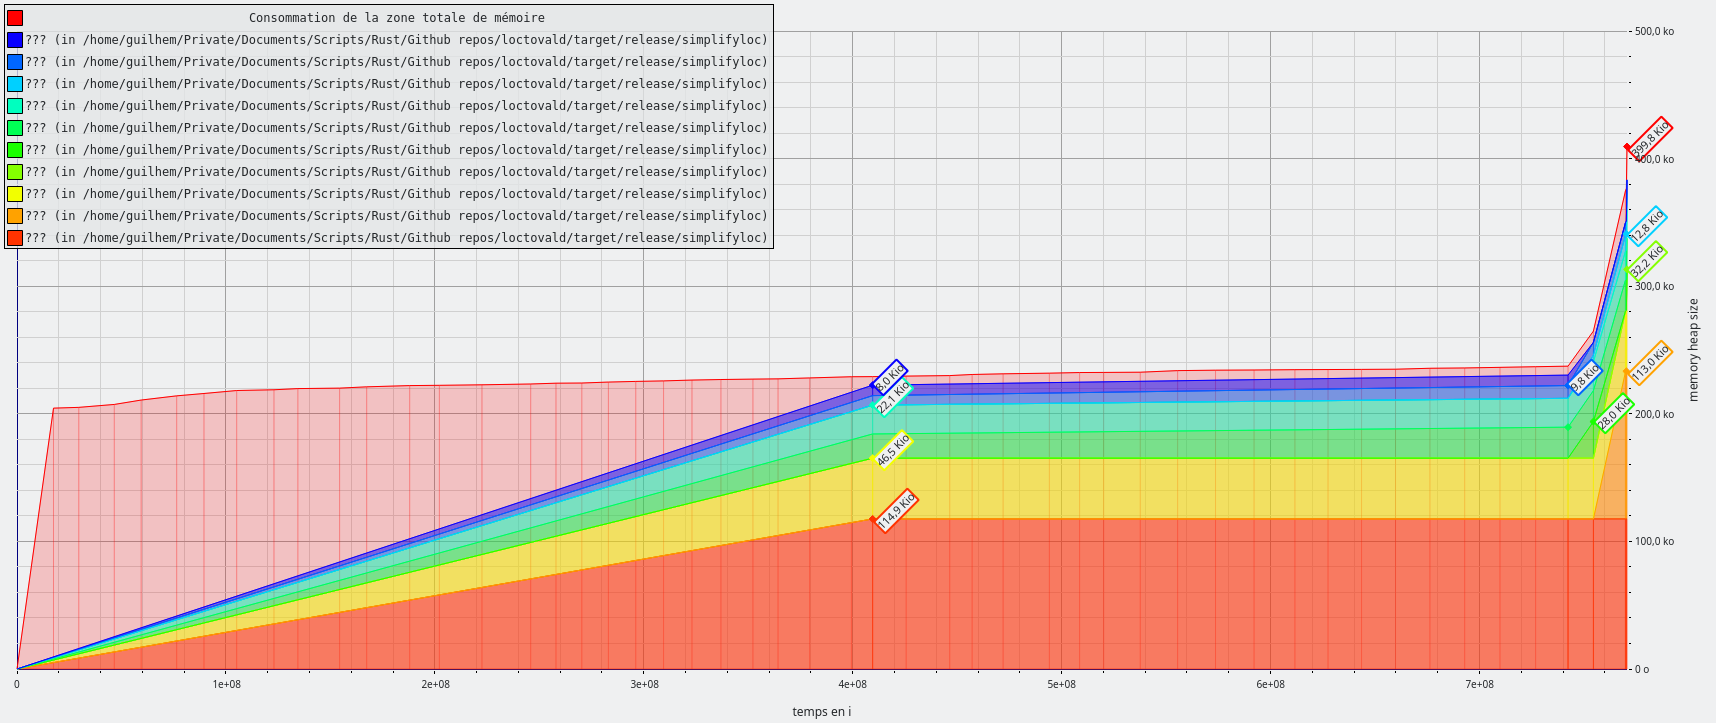 Consommation de la zone totale de mémoire
??? (in /home/guilhem/Private/Documents/Scripts/Rust/Github repos/loctovald/target/release/simplifyloc)
??? (in /home/guilhem/Private/Documents/Scripts/Rust/Github repos/loctovald/target/release/simplifyloc)
??? (in /home/guilhem/Private/Documents/Scripts/Rust/Github repos/loctovald/target/release/simplifyloc)
??? (in /home/guilhem/Private/Documents/Scripts/Rust/Github repos/loctovald/target/release/simplifyloc)
??? (in /home/guilhem/Private/Documents/Scripts/Rust/Github repos/loctovald/target/release/simplifyloc)
??? (in /home/guilhem/Private/Documents/Scripts/Rust/Github repos/loctovald/target/release/simplifyloc)
??? (in /home/guilhem/Private/Documents/Scripts/Rust/Github repos/loctovald/target/release/simplifyloc)
??? (in /home/guilhem/Private/Documents/Scripts/Rust/Github repos/loctovald/target/release/simplifyloc)
??? (in /home/guilhem/Private/Documents/Scripts/Rust/Github repos/loctovald/target/release/simplifyloc)
??? (in /home/guilhem/Private/Documents/Scripts/Rust/Github repos/loctovald/target/release/simplifyloc)
500,0 ko
399,8 Kio
400,0 ko
12,8 Kio
32,2 Kio
300,0 ko
memory heap size
113,0 Kio
8,0 Kio
9,8 Kio
22,1 Kio
28,0 Kio
200,0 ko
46,5 Kio
114,9 Kio
100,0 ko
0 o
0
1e+08
2e+08
3e+08
4e+08
5e+08
6e+08
7e+08
temps en i